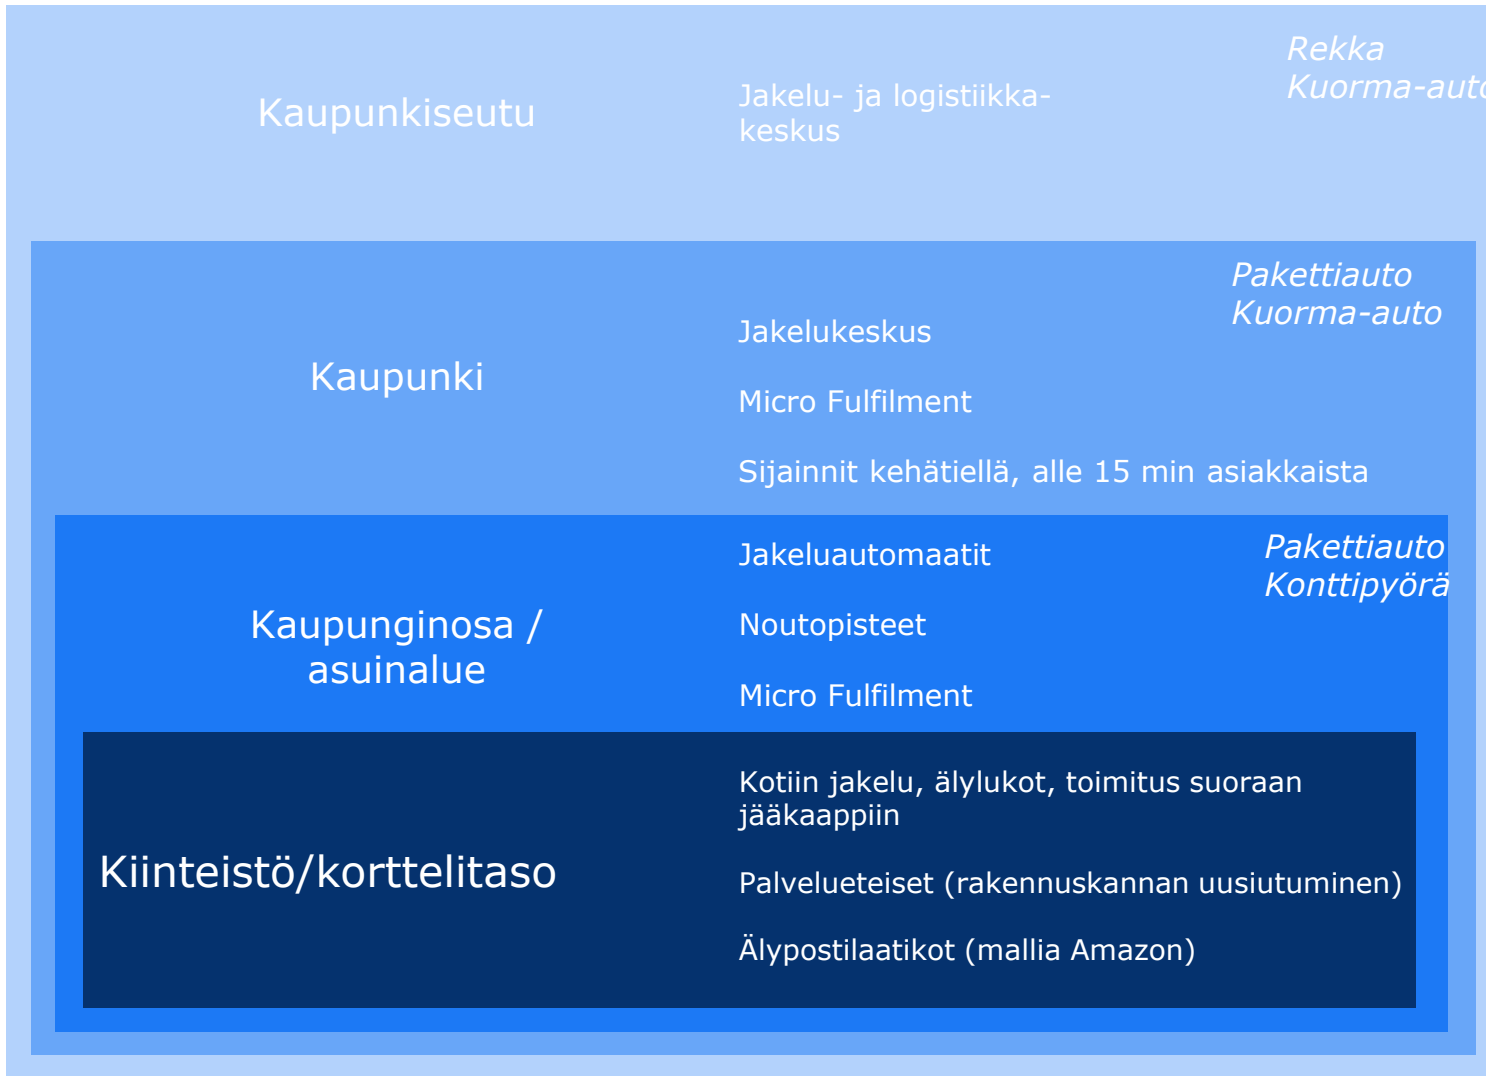 Kaupunkiseutu
Jakelu- ja logistiikka-
keskus
Rekka
Kuorma-auto
Kaupunki
Jakelukeskus
Micro Fulfilment
Sijainnit kehätiellä, alle 15 min asiakkaista
Pakettiauto
Kuorma-auto
Kaupunginosa /
asuinalue
Jakeluautomaatit
Noutopisteet
Micro Fulfilment
Pakettiauto
Konttipyörä
Kiinteistö/korttelitaso
Kotiin jakelu, älylukot, toimitus suoraan
jääkaappiin
Palvelueteiset (rakennuskannan uusiutuminen)
Älypostilaatikot (mallia Amazon)